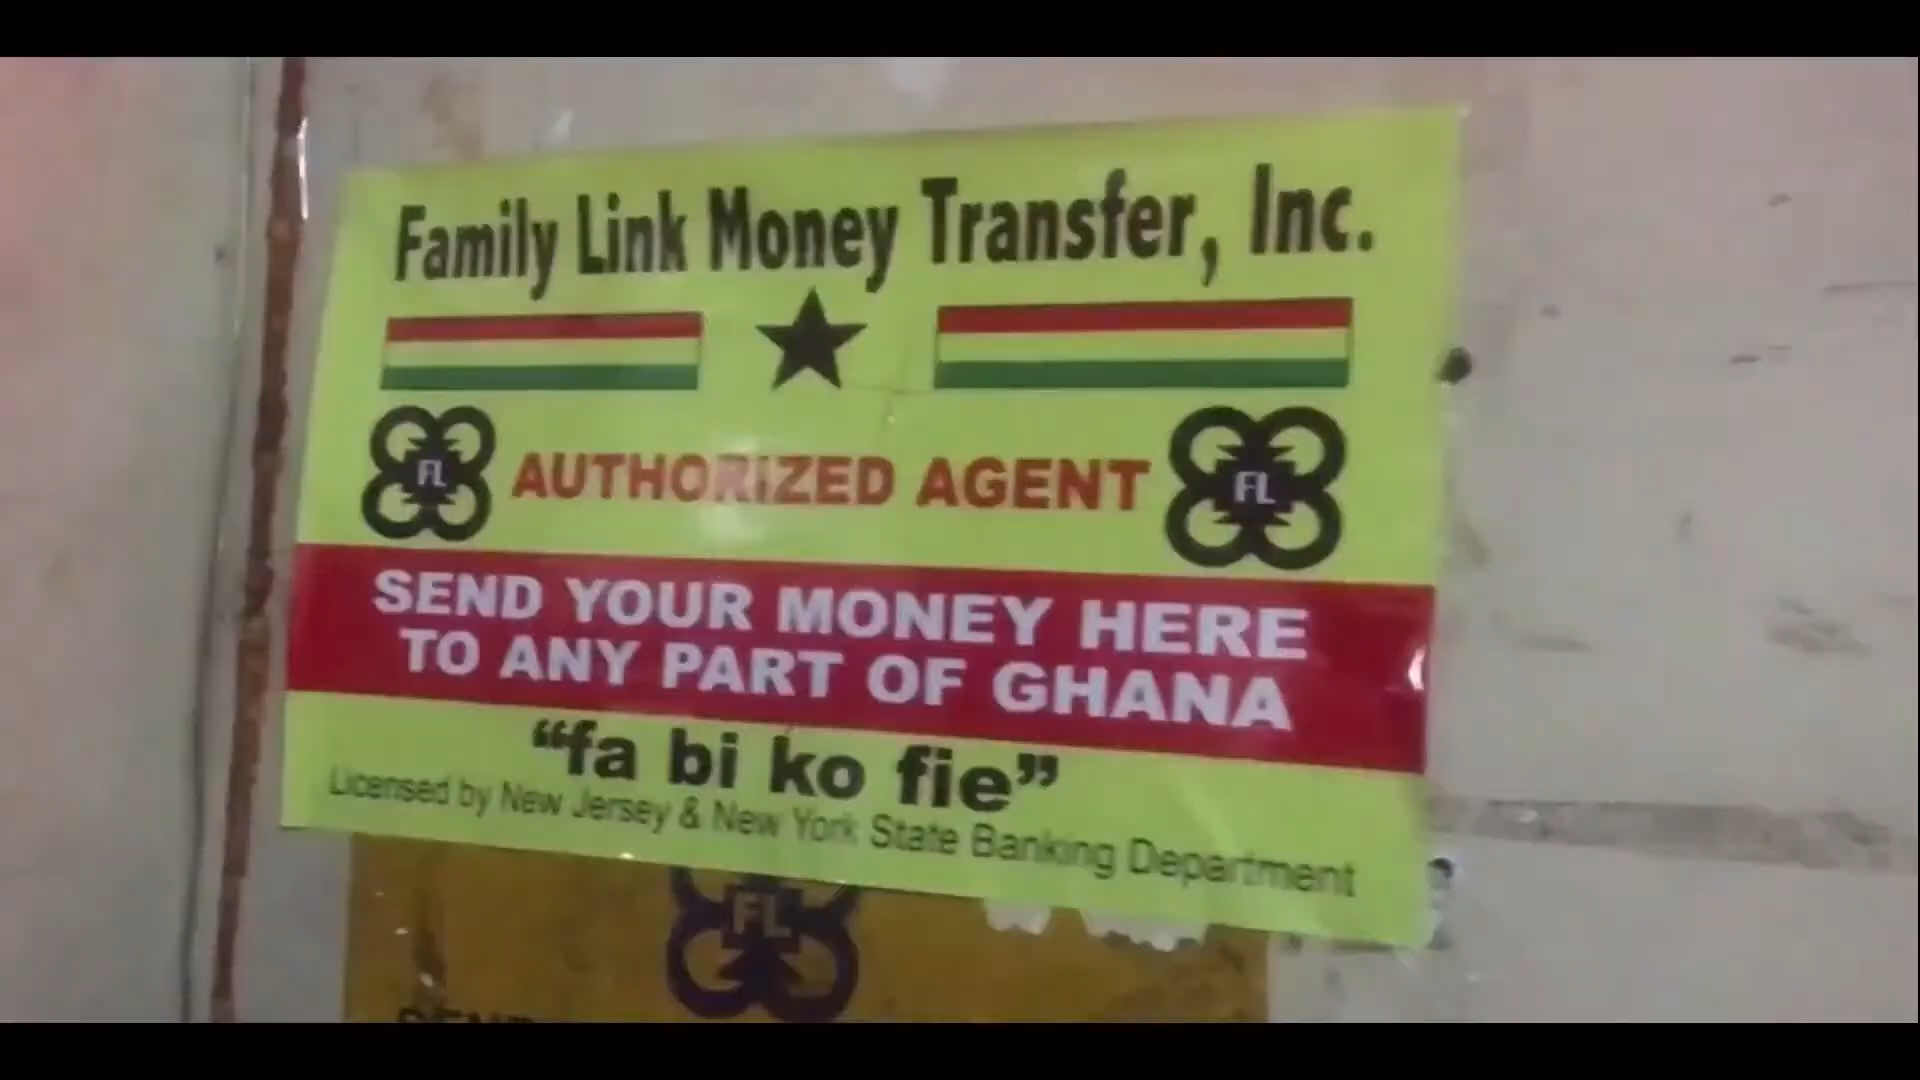 Family Link Money Transfer, Inc.
FL AUTHORIZED AGENT FL
SEND YOUR MONEY HERE
TO ANY PART OF GHANA
“fa bi ko fie”
Licensed by New Jersey & New York State Banking Department
FL